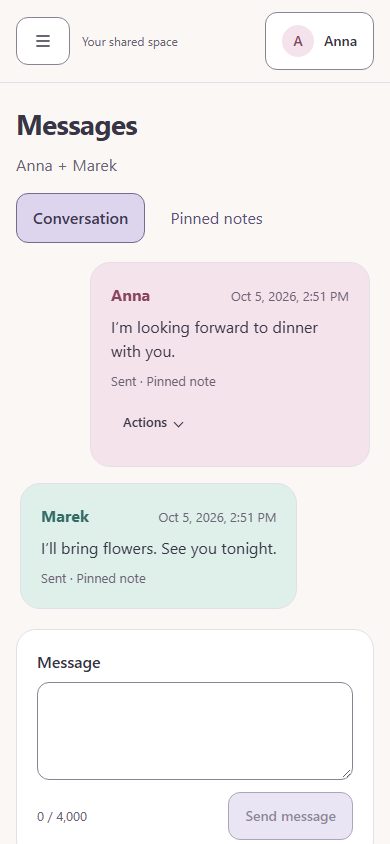 Your shared space
A Anna
Messages
Anna + Marek
Conversation Pinned notes
Anna Oct 5, 2026, 2:51 PM
I'm looking forward to dinner
with you.
Sent · Pinned note
Actions
Marek Oct 5, 2026, 2:51 PM
I'll bring flowers. See you tonight.
Sent · Pinned note
Message
0 / 4,000 Send message